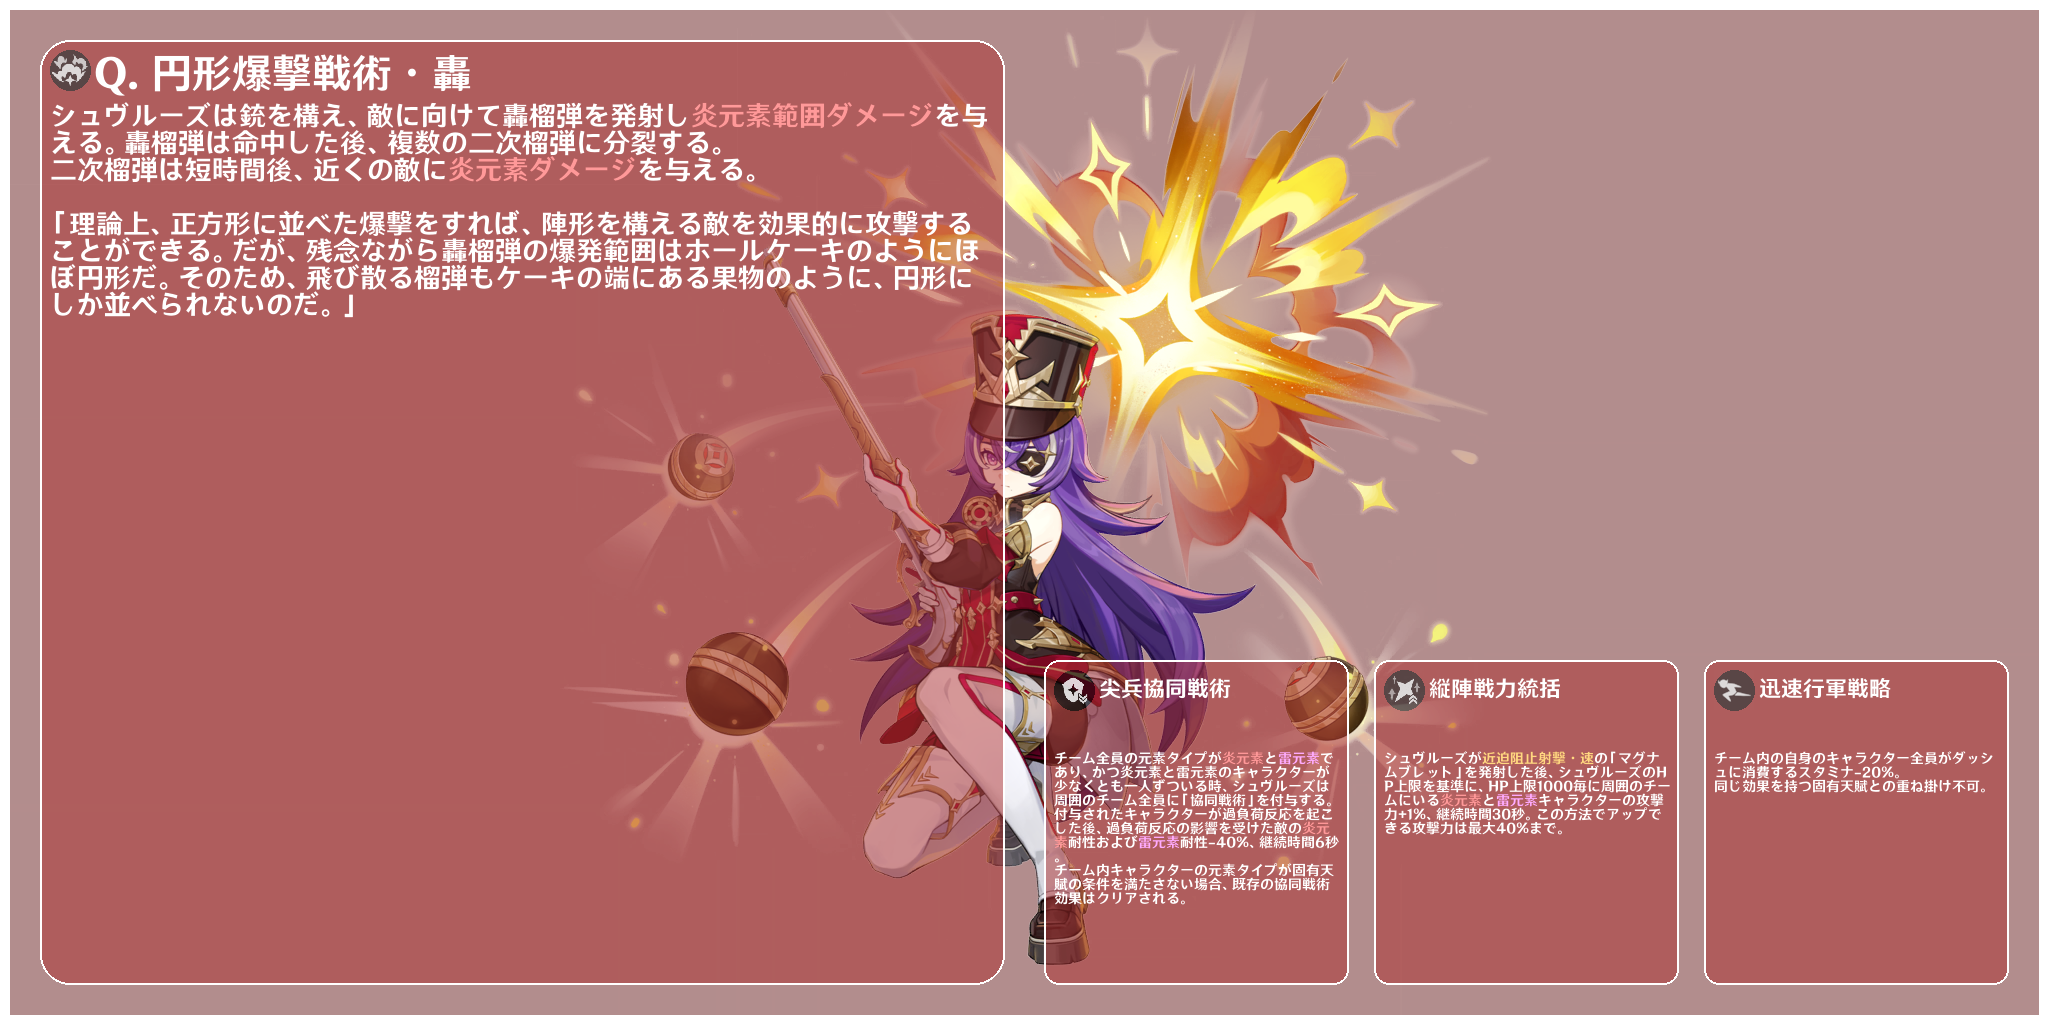 Q. 円形爆撃戦術・轟
シュヴルーズは銃を構え、敵に向けて轟榴弾を発射し炎元素範囲ダメージを与
える。轟榴弾は命中した後、複数の二次榴弾に分裂する。
二次榴弾は短時間後、近くの敵に炎元素ダメージを与える。
「理論上、正方形に並べた爆撃をすれば、陣形を構える敵を効果的に攻撃する
ことができる。だが、残念ながら轟榴弾の爆発範囲はホールケーキのようにほ
ぼ円形だ。そのため、飛び散る榴弾もケーキの端にある果物のように、円形に
しか並べられないのだ。」
尖兵協同戦術
チーム全員の元素タイプが炎元素と雷元素で
あり、かつ炎元素と雷元素のキャラクターが
少なくとも一人ずついる時、シュヴルーズは
周囲のチーム全員に「協同戦術」を付与する。
付与されたキャラクターが過負荷反応を起こ
した後、過負荷反応の影響を受けた敵の炎元
素耐性および雷元素耐性-40%、継続時間6秒
。
チーム内キャラクターの元素タイプが固有天
賦の条件を満たさない場合、既存の協同戦術
効果はクリアされる。
縦陣戦力統括
シュヴルーズが近迫阻止射撃・速の「マグナ
ムブレット」を発射した後、シュヴルーズのH
P上限を基準に、HP上限1000毎に周囲のチー
ムにいる炎元素と雷元素キャラクターの攻撃
力+1%、継続時間30秒。この方法でアップで
きる攻撃力は最大40%まで。
迅速行軍戦略
チーム内の自身のキャラクター全員がダッシ
ュに消費するスタミナ-20%。
同じ効果を持つ固有天賦との重ね掛け不可。